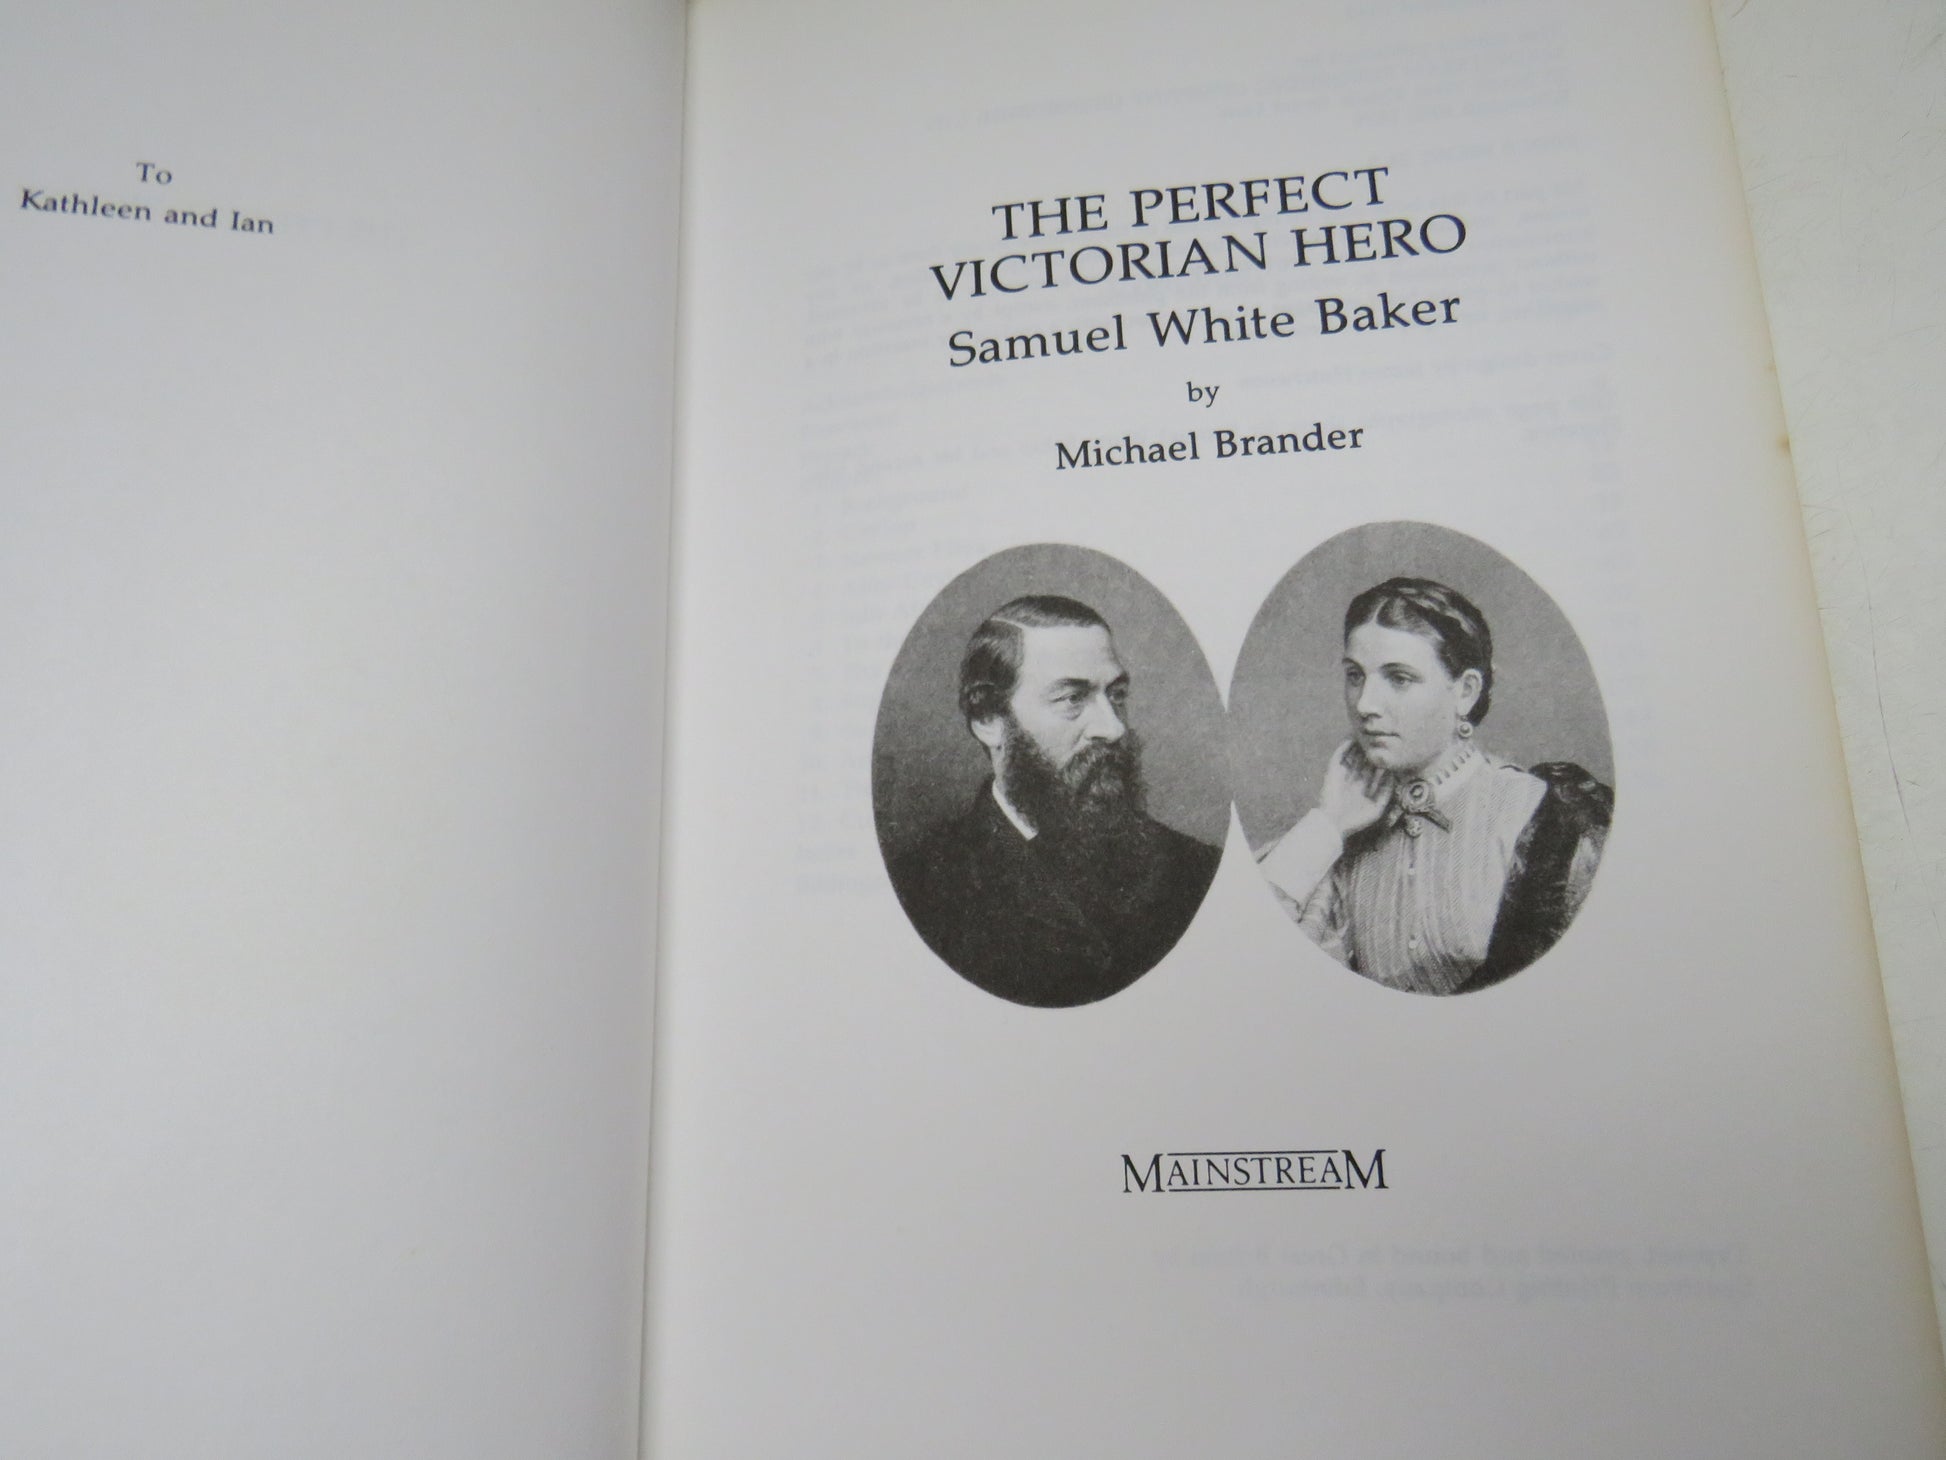 To
Kathleen and Ian
THE PERFECT
VICTORIAN HERO
Samuel White Baker
by
Michael Brander
MAINSTREAM